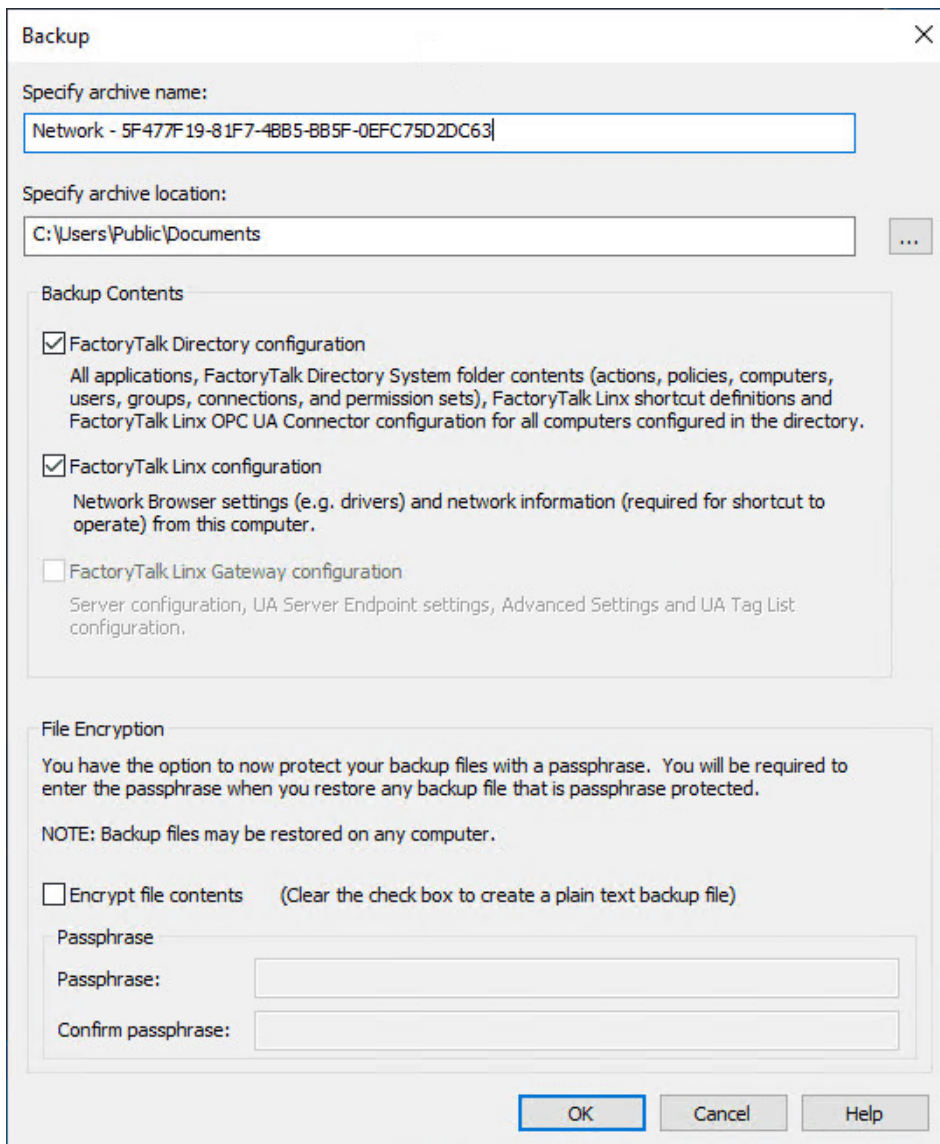 Backup
Specify archive name:
Network - 5F477F19-81F7-4BB5-BB5F-0EFC75D2DC63
Specify archive location:
C:\Users\Public\Documents
...
Backup Contents
FactoryTalk Directory configuration
All applications, FactoryTalk Directory System folder contents (actions, policies, computers,
users, groups, connections, and permission sets), FactoryTalk Linx shortcut definitions and
FactoryTalk Linx OPC UA Connector configuration for all computers configured in the directory.
FactoryTalk Linx configuration
Network Browser settings (e.g. drivers) and network information (required for shortcut to
operate) from this computer.
FactoryTalk Linx Gateway configuration
Server configuration, UA Server Endpoint settings, Advanced Settings and UA Tag List
configuration.
File Encryption
You have the option to now protect your backup files with a passphrase. You will be required to
enter the passphrase when you restore any backup file that is passphrase protected.
NOTE: Backup files may be restored on any computer.
Encrypt file contents (Clear the check box to create a plain text backup file)
Passphrase
Passphrase:
Confirm passphrase:
OK Cancel Help